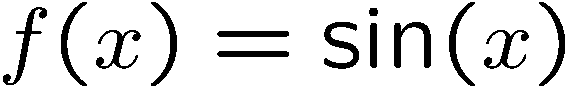 f(x) = sin(x)